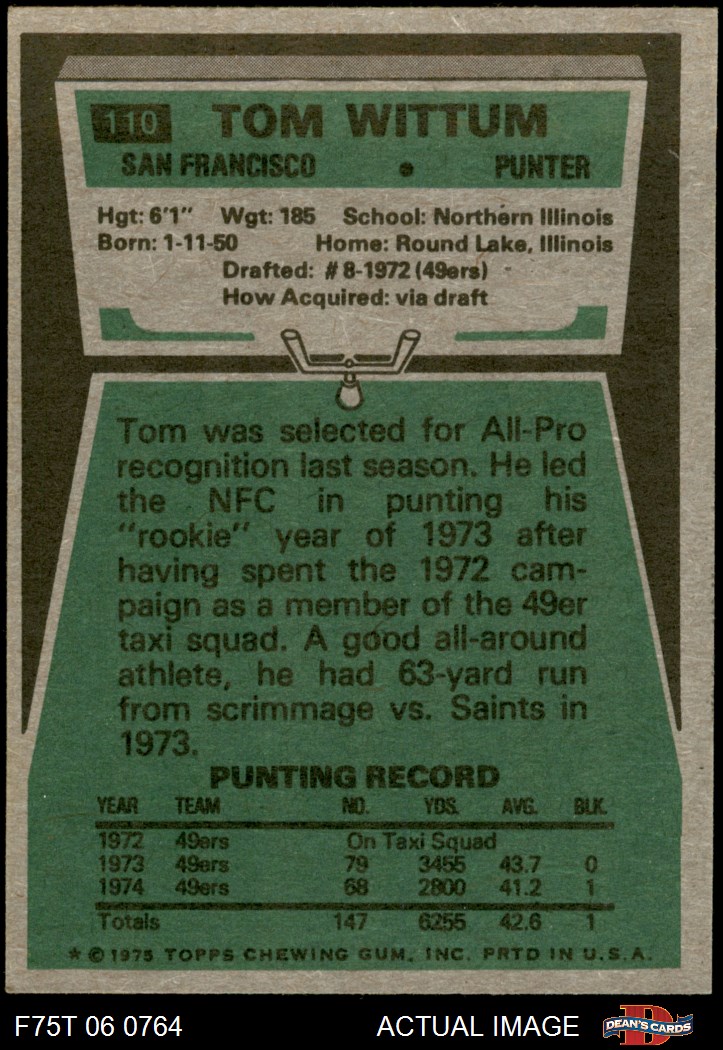 110 TOM WITTUM
SAN FRANCISCO • PUNTER
Hgt: 6'1" Wgt: 185 School: Northern Illinois
Born: 1-11-50 Home: Round Lake, Illinois
Drafted: #8-1972 (49ers)
How Acquired: via draft
Tom was selected for All-Pro
recognition last season. He led
the NFC in punting his
"rookie" year of 1973 after
having spent the 1972 cam-
paign as a member of the 49er
taxi squad. A good all-around
athlete, he had 63-yard run
from scrimmage vs. Saints in
1973.
PUNTING RECORD
YEAR TEAM NO. YDS. AVG. BLK.
1972 49ers On Taxi Squad
1973 49ers 79 3455 43.7 0
1974 49ers 68 2800 41.2 1
Totals 147 6255 42.6 1
* © 1975 TOPPS CHEWING GUM, INC. PRTD IN U.S.A.
F75T 06 0764 ACTUAL IMAGE D DEAN'S CARDS